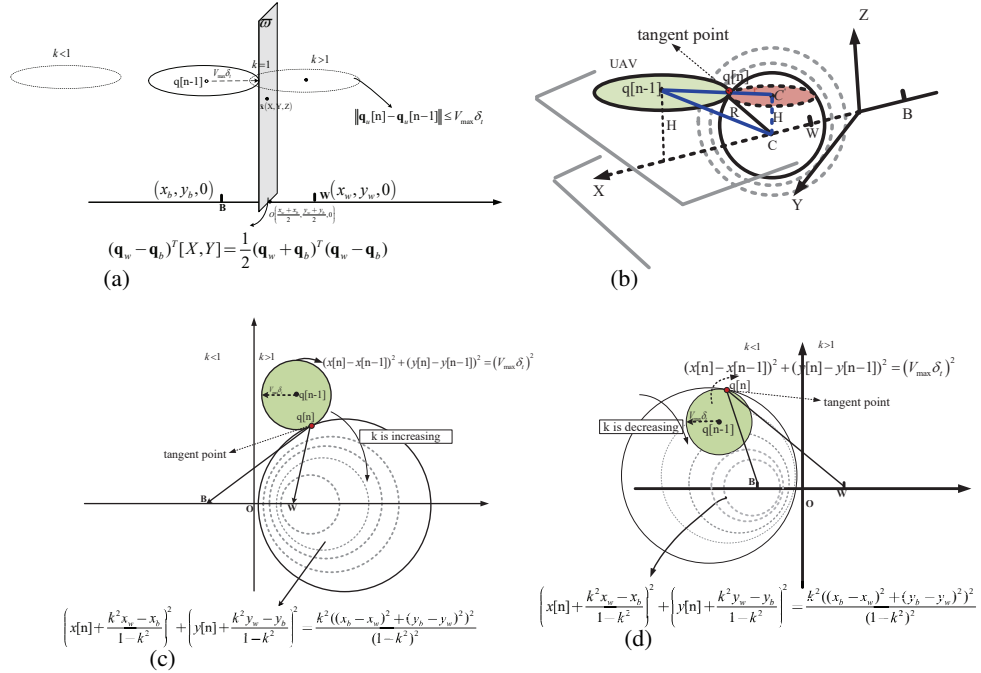 k<1
k=1
k>1
ϖ
q[n-1]
V_max δ_t
x(X,Y,Z)
‖q_u[n]-q_u[n-1]‖ ≤ V_max δ_t
(x_b, y_b, 0)
B
W (x_w, y_w, 0)
O{(x_w+x_b)/2, (y_w+y_b)/2, 0}
(q_w − q_b)^T [X,Y] = 1/2 (q_w + q_b)^T (q_w − q_b)
(a)
tangent point
UAV
q[n-1]
q[n]
C'
R
H
H
C
W
B
X
Y
Z
(b)
k<1
k>1
(x[n]-x[n-1])^2 + (y[n]-y[n-1])^2 = (V_max δ_t)^2
V_max δ_t
q[n-1]
q[n]
k is increasing
tangent point
B
O
W
(x[n] + (k^2 x_w − x_b)/(1−k^2))^2 + (y[n] + (k^2 y_w − y_b)/(1−k^2))^2 = k^2((x_b − x_w)^2 + (y_b − y_w)^2)^2/(1−k^2)^2
(c)
k<1
k>1
(x[n]-x[n-1])^2 + (y[n]-y[n-1])^2 = (V_max δ_t)^2
q[n]
tangent point
k is decreasing
V_max δ_t
q[n-1]
B
W
O
(x[n] + (k^2 x_w − x_b)/(1−k^2))^2 + (y[n] + (k^2 y_w − y_b)/(1−k^2))^2 = k^2((x_b − x_w)^2 + (y_b − y_w)^2)^2/(1−k^2)^2
(d)